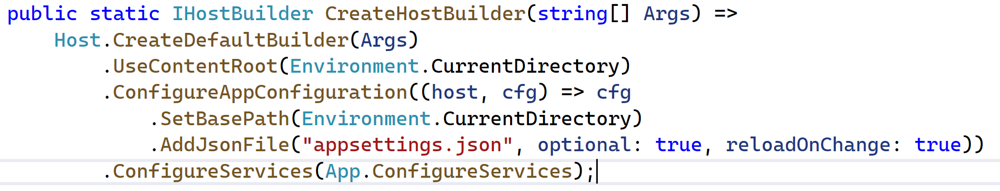 public static IHostBuilder CreateHostBuilder(string[] Args) =>
    Host.CreateDefaultBuilder(Args)
        .UseContentRoot(Environment.CurrentDirectory)
        .ConfigureAppConfiguration((host, cfg) => cfg
            .SetBasePath(Environment.CurrentDirectory)
            .AddJsonFile("appsettings.json", optional: true, reloadOnChange: true))
        .ConfigureServices(App.ConfigureServices);